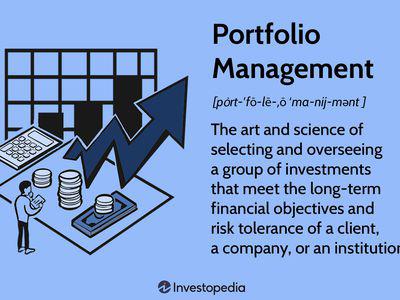 Portfolio
Management
[pȯrt-ˈfō-lē-,ō ˈma-nij-mənt ]
The art and science of
selecting and overseeing
a group of investments
that meet the long-term
financial objectives and
risk tolerance of a client,
a company, or an institution
Investopedia